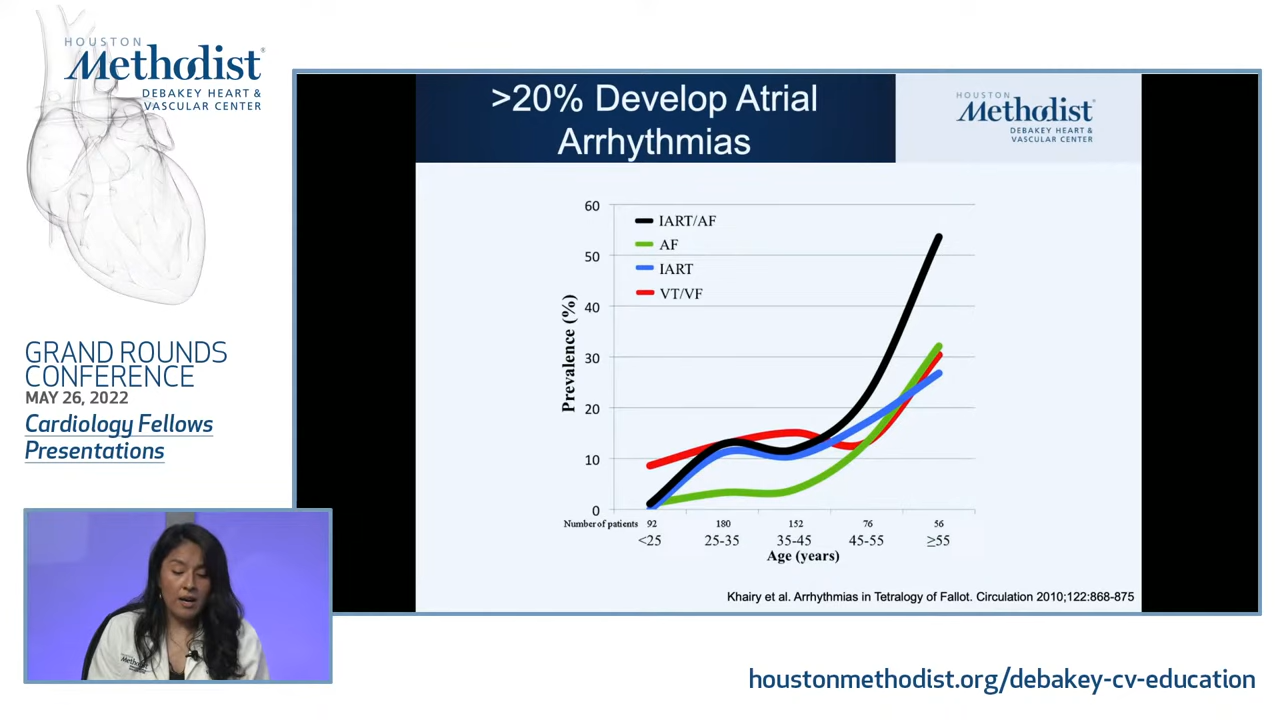 HOUSTON
Methodist®
DEBAKEY HEART &
VASCULAR CENTER
GRAND ROUNDS
CONFERENCE
MAY 26, 2022
Cardiology Fellows
Presentations
>20% Develop Atrial
Arrhythmias
HOUSTON
Methodist®
DEBAKEY HEART &
VASCULAR CENTER
Prevalence (%)
60
50
40
30
20
10
0
IART/AF
AF
IART
VT/VF
Number of patients 92 180 152 76 56
<25 25-35 35-45 45-55 ≥55
Age (years)
Khairy et al. Arrhythmias in Tetralogy of Fallot. Circulation 2010;122:868-875
Methodist
houstonmethodist.org/debakey-cv-education